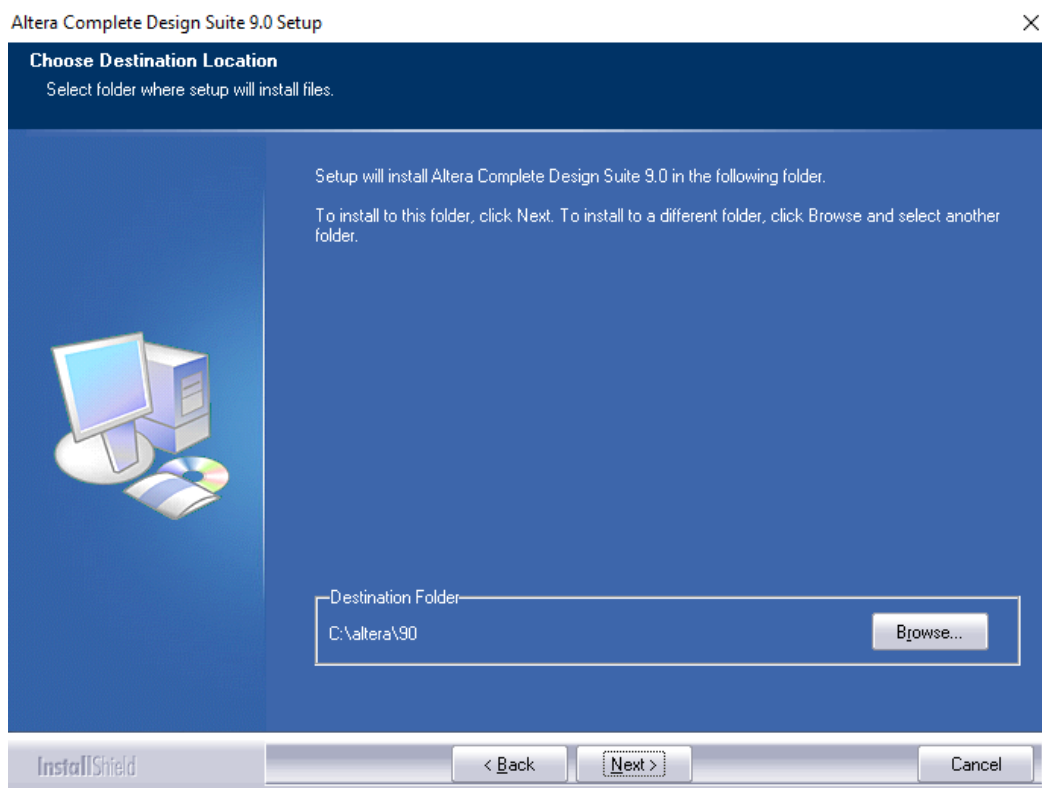 Altera Complete Design Suite 9.0 Setup
Choose Destination Location
Select folder where setup will install files.
Setup will install Altera Complete Design Suite 9.0 in the following folder.
To install to this folder, click Next. To install to a different folder, click Browse and select another
folder.
Destination Folder
C:\altera\90
Browse...
InstallShield
< Back
Next >
Cancel